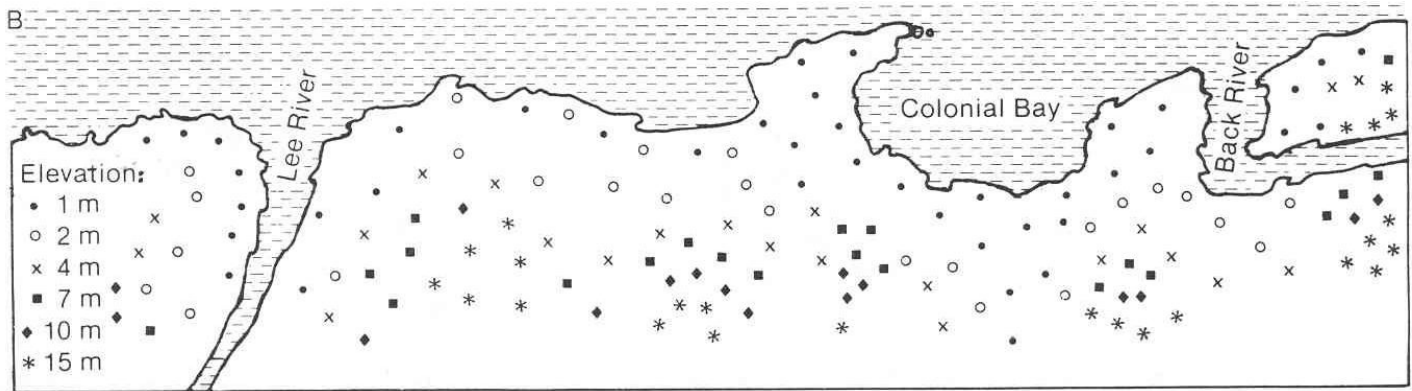 B
Lee River
Colonial Bay
Back River
Elevation:
1 m
2 m
4 m
7 m
10 m
15 m